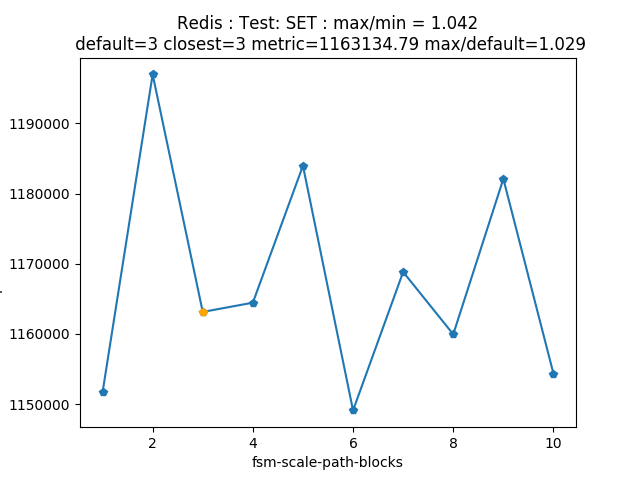 Redis : Test: SET : max/min = 1.042
default=3 closest=3 metric=1163134.79 max/default=1.029
1190000
1180000
1170000
1160000
1150000
2 4 6 8 10
fsm-scale-path-blocks